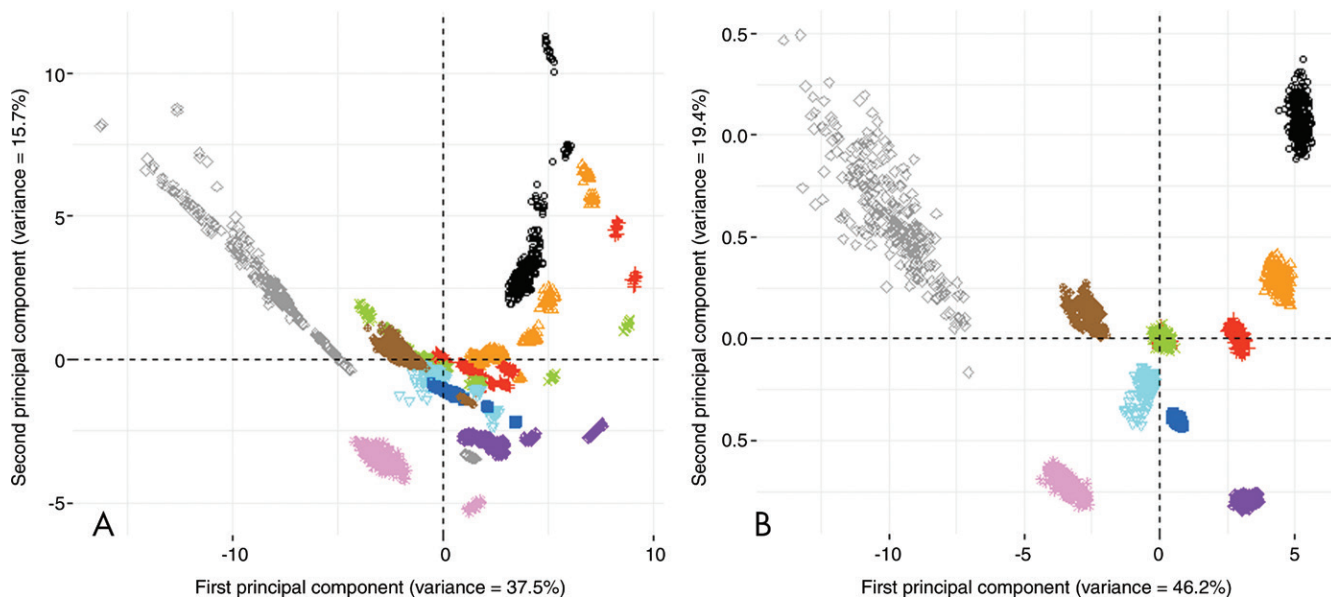 Second principal component (variance = 15.7%)
10
5
0
-5
A
-10
0
10
First principal component (variance = 37.5%)
Second principal component (variance = 19.4%)
0.5
0.0
0.5
0.0
0.5
B
-10
-5
0
5
First principal component (variance = 46.2%)